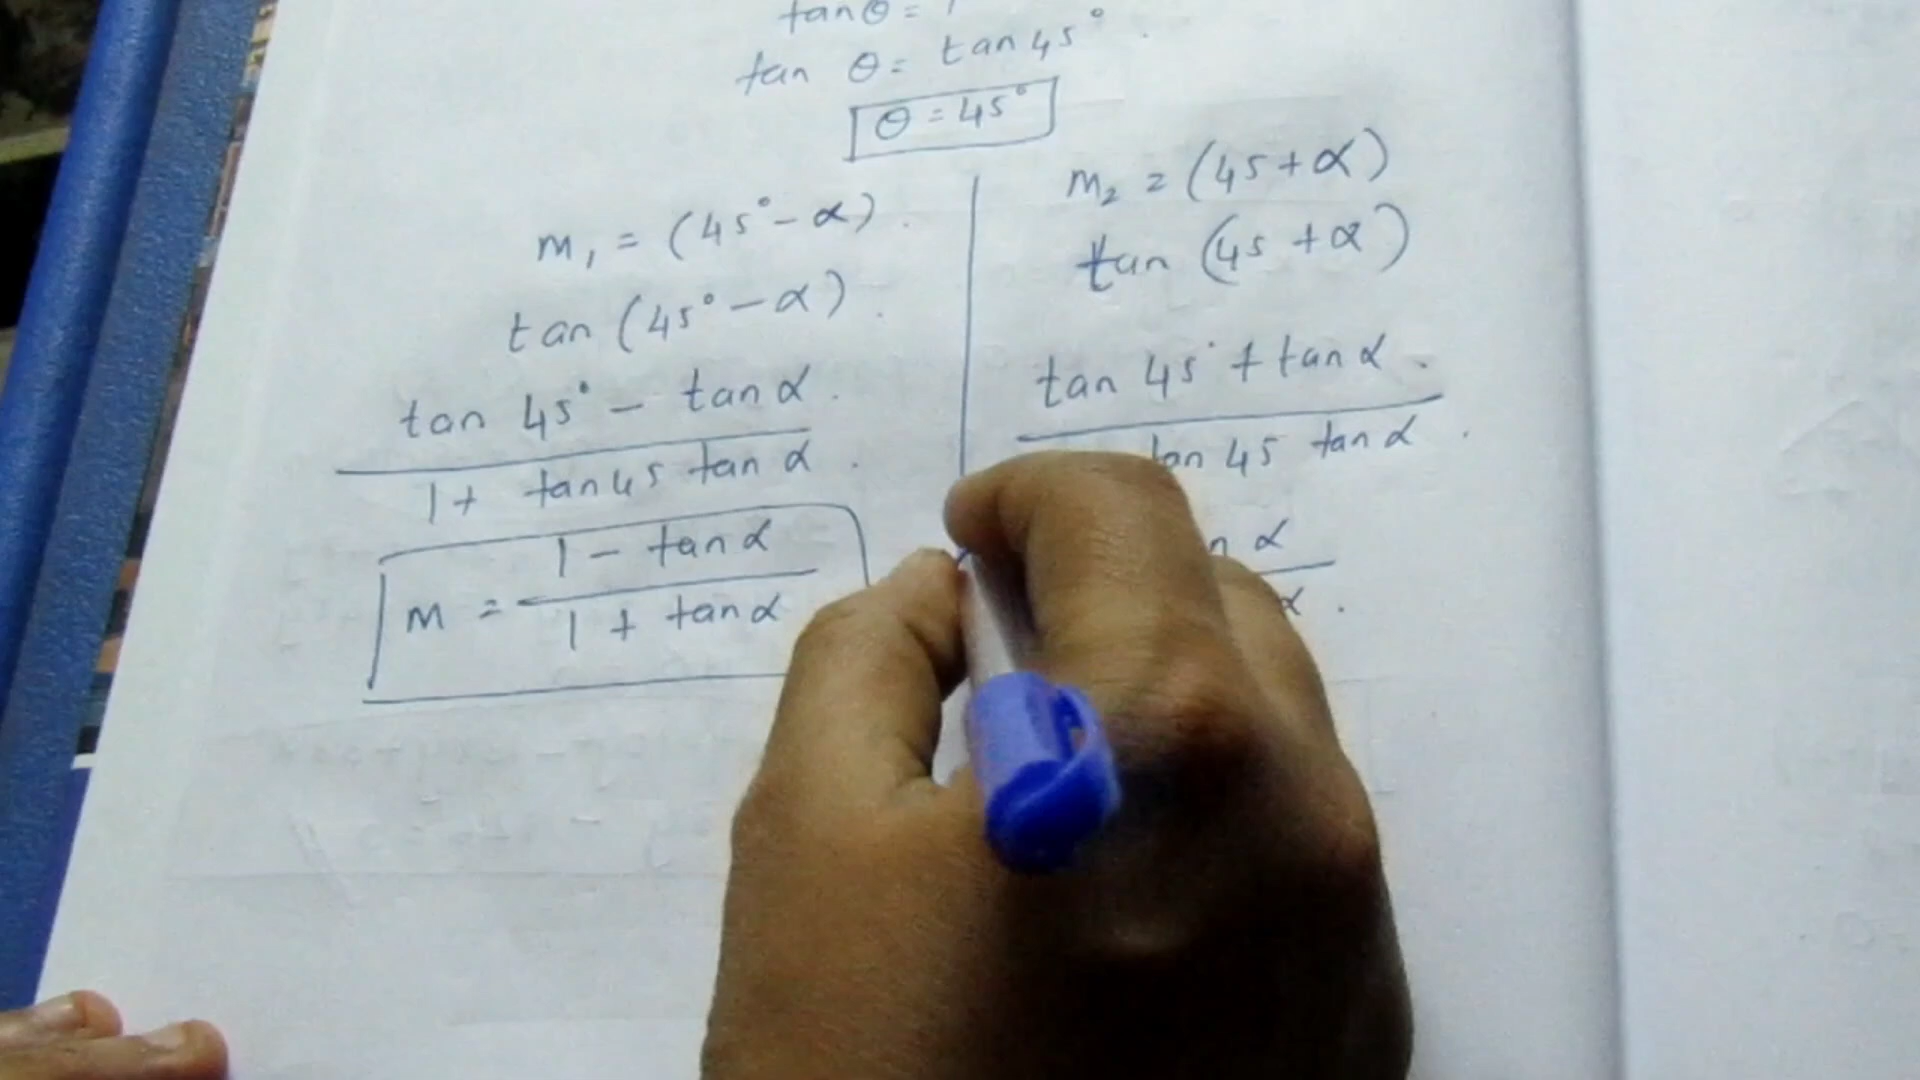 tan θ =
tan θ = tan 45°
θ = 45°
m₁ = (45° - α)
tan (45° - α)
tan 45° - tan α
1 + tan 45 tan α
1 - tan α
m =
1 + tan α
m₂ = (45 + α)
tan (45 + α)
tan 45° + tan α
tan 45 tan α
α
α